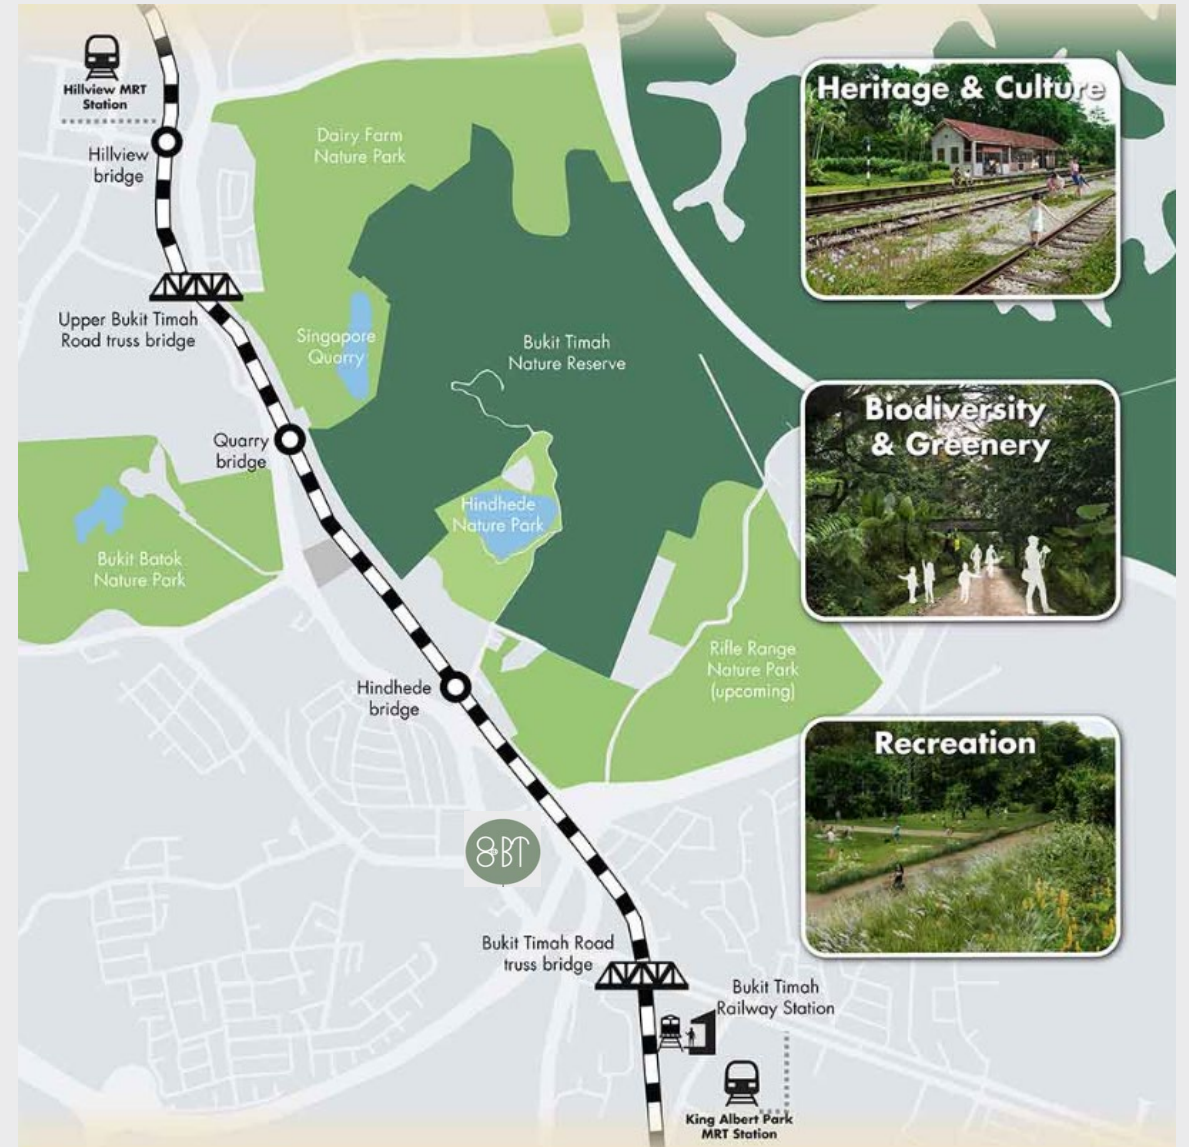 Hillview MRT
Station
Hillview
bridge
Dairy Farm
Nature Park
Heritage & Culture
Upper Bukit Timah
Road truss bridge
Singapore
Quarry
Bukit Timah
Nature Reserve
Biodiversity
& Greenery
Quarry
bridge
Hindhede
Nature Park
Bukit Batok
Nature Park
Rifle Range
Nature Park
(upcoming)
Hindhede
bridge
Recreation
8@BT
Bukit Timah Road
truss bridge
Bukit Timah
Railway Station
King Albert Park
MRT Station